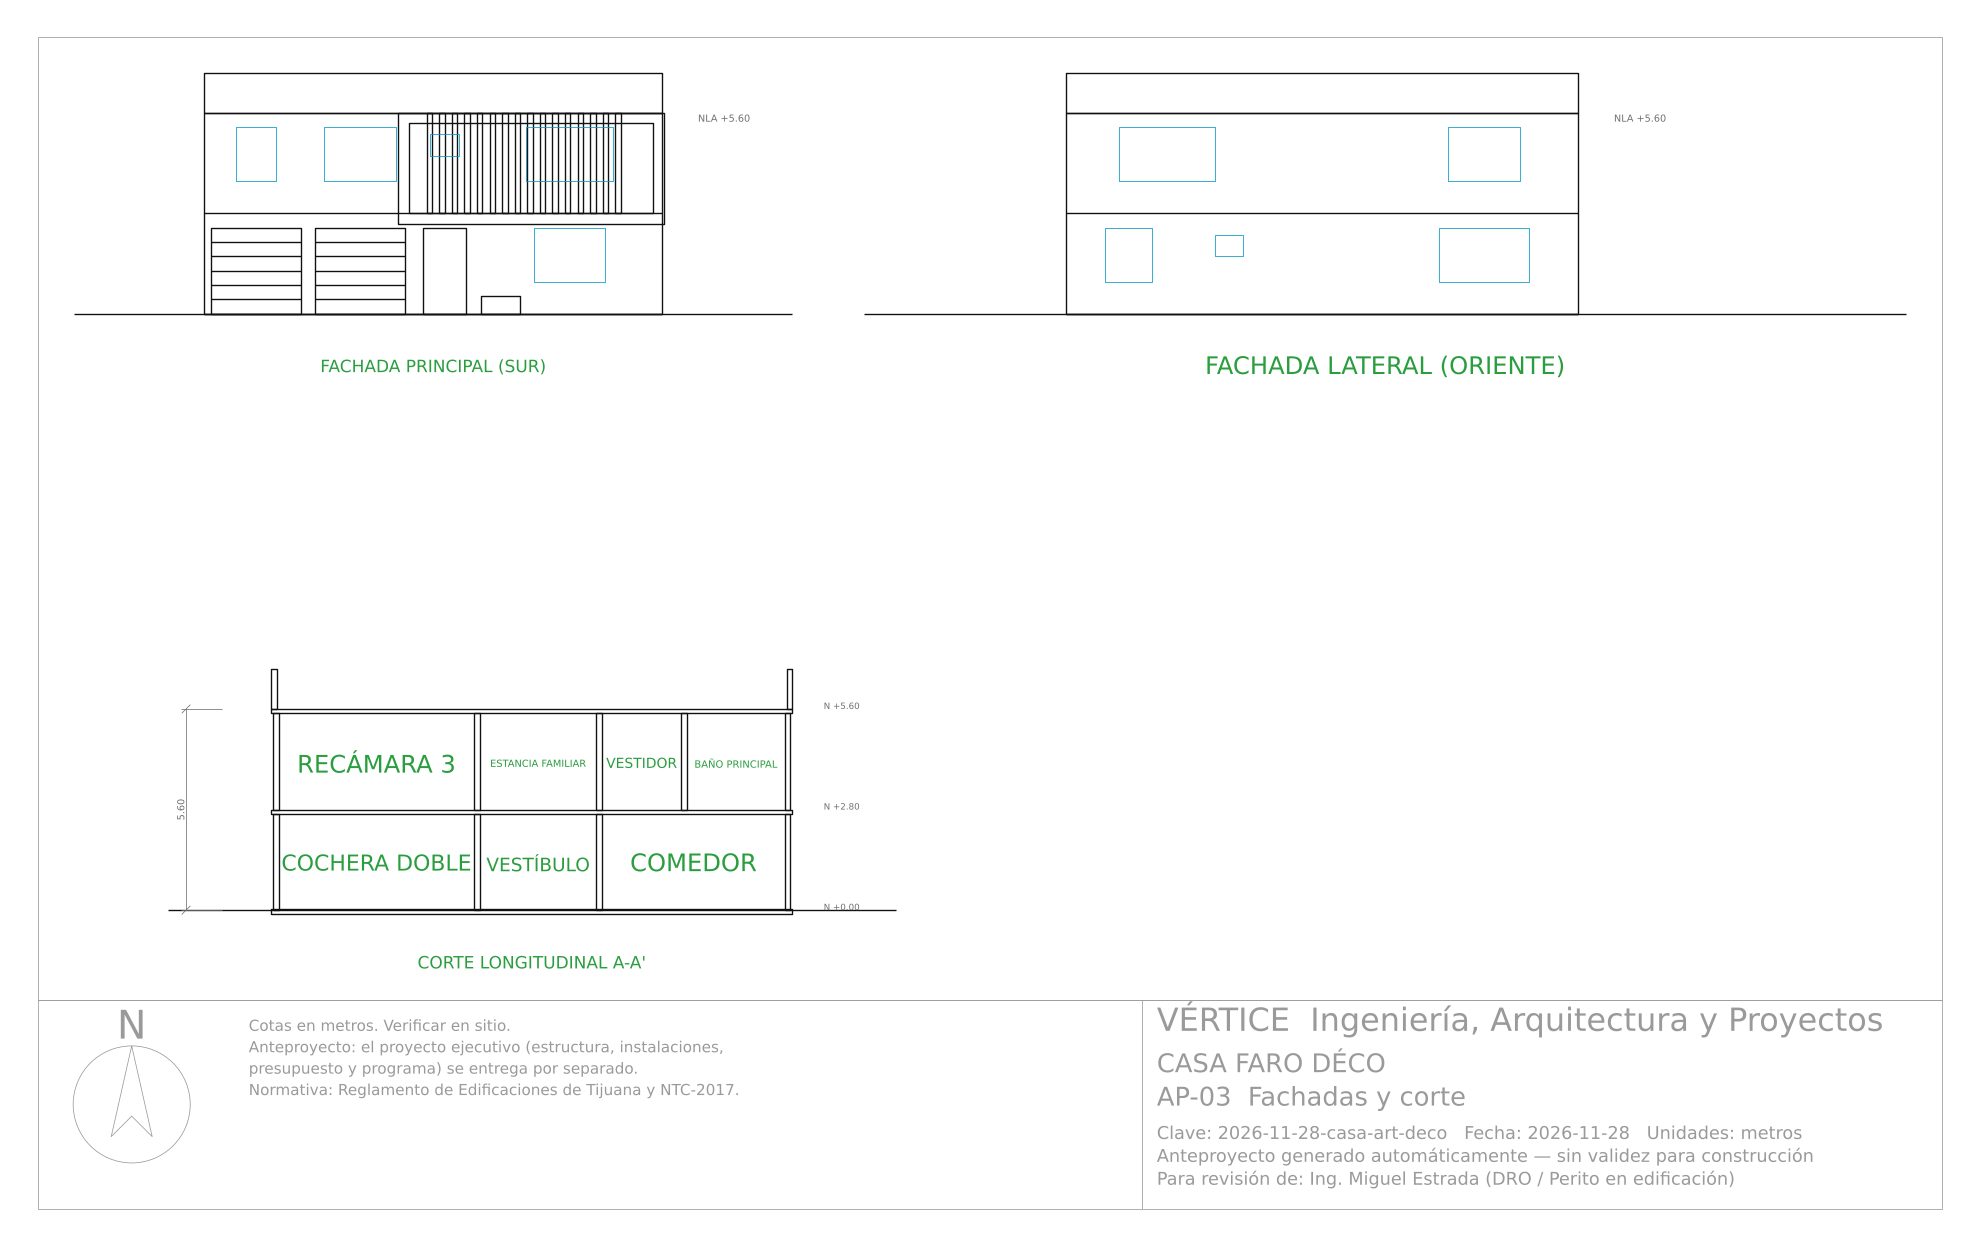 NLA +5.60
NLA +5.60
FACHADA PRINCIPAL (SUR)
FACHADA LATERAL (ORIENTE)
N +5.60
RECÁMARA 3
ESTANCIA FAMILIAR
VESTIDOR
BAÑO PRINCIPAL
5.60
N +2.80
COCHERA DOBLE
VESTÍBULO
COMEDOR
N +0.00
CORTE LONGITUDINAL A-A'
N
Cotas en metros. Verificar en sitio.
Anteproyecto: el proyecto ejecutivo (estructura, instalaciones,
presupuesto y programa) se entrega por separado.
Normativa: Reglamento de Edificaciones de Tijuana y NTC-2017.
VÉRTICE  Ingeniería, Arquitectura y Proyectos
CASA FARO DÉCO
AP-03  Fachadas y corte
Clave: 2026-11-28-casa-art-deco   Fecha: 2026-11-28   Unidades: metros
Anteproyecto generado automáticamente — sin validez para construcción
Para revisión de: Ing. Miguel Estrada (DRO / Perito en edificación)